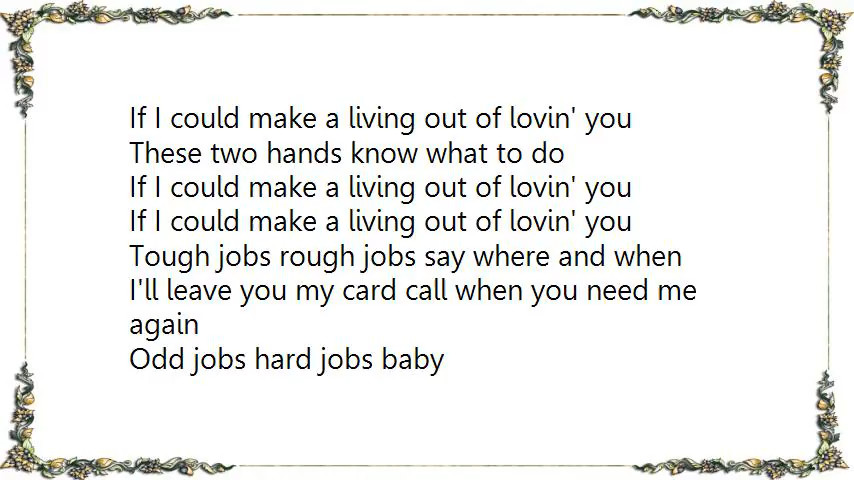 If I could make a living out of lovin' you
These two hands know what to do
If I could make a living out of lovin' you
If I could make a living out of lovin' you
Tough jobs rough jobs say where and when
I'll leave you my card call when you need me
again
Odd jobs hard jobs baby